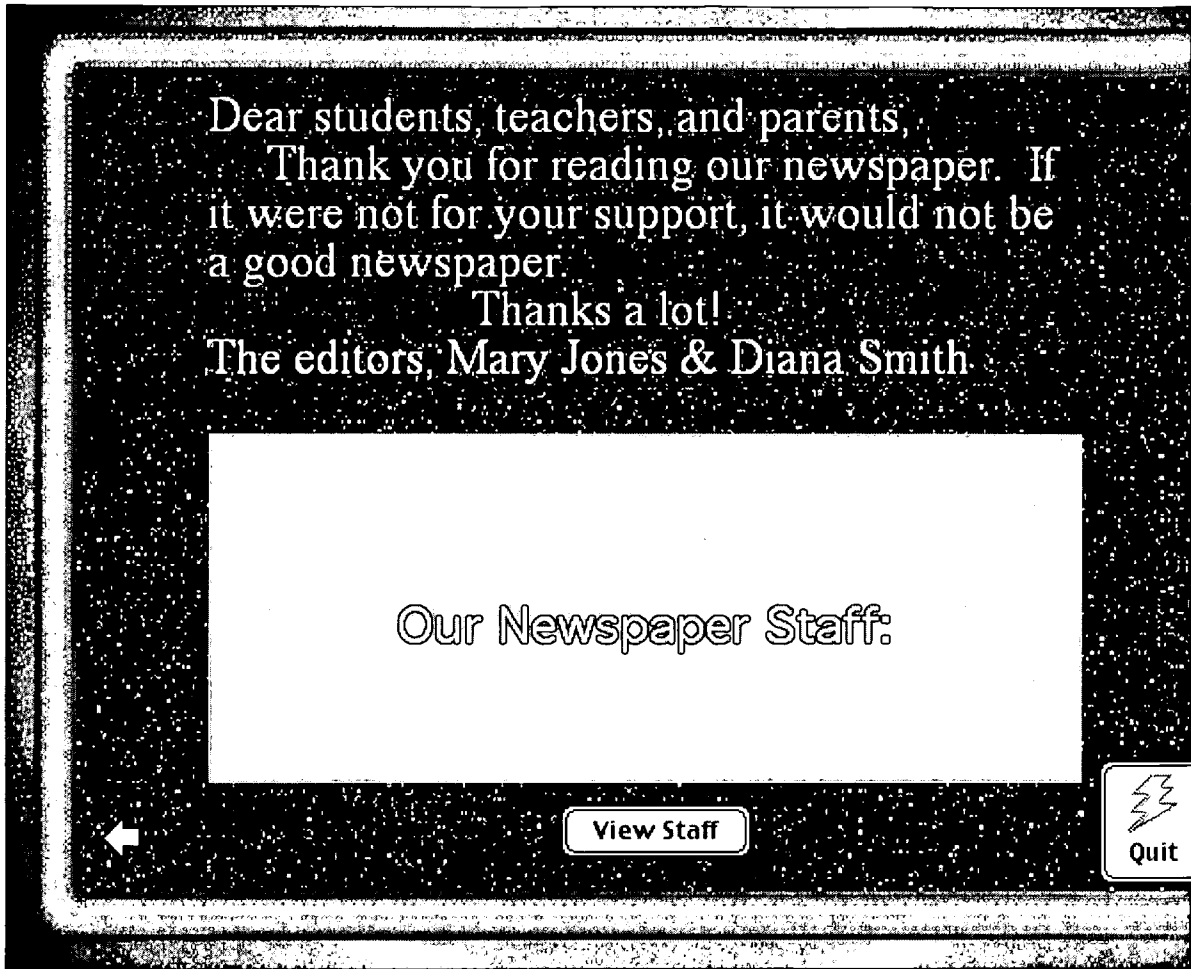 Dear students, teachers, and parents,
Thank you for reading our newspaper.  If
it were not for your support, it would not be
a good newspaper.
Thanks a lot!
The editors, Mary Jones & Diana Smith
Our Newspaper Staff:
View Staff
Quit